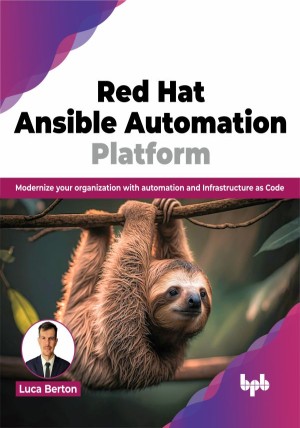 Red Hat
Ansible Automation
Platform
Modernize your organization with automation and Infrastructure as Code
Luca Berton
bpb